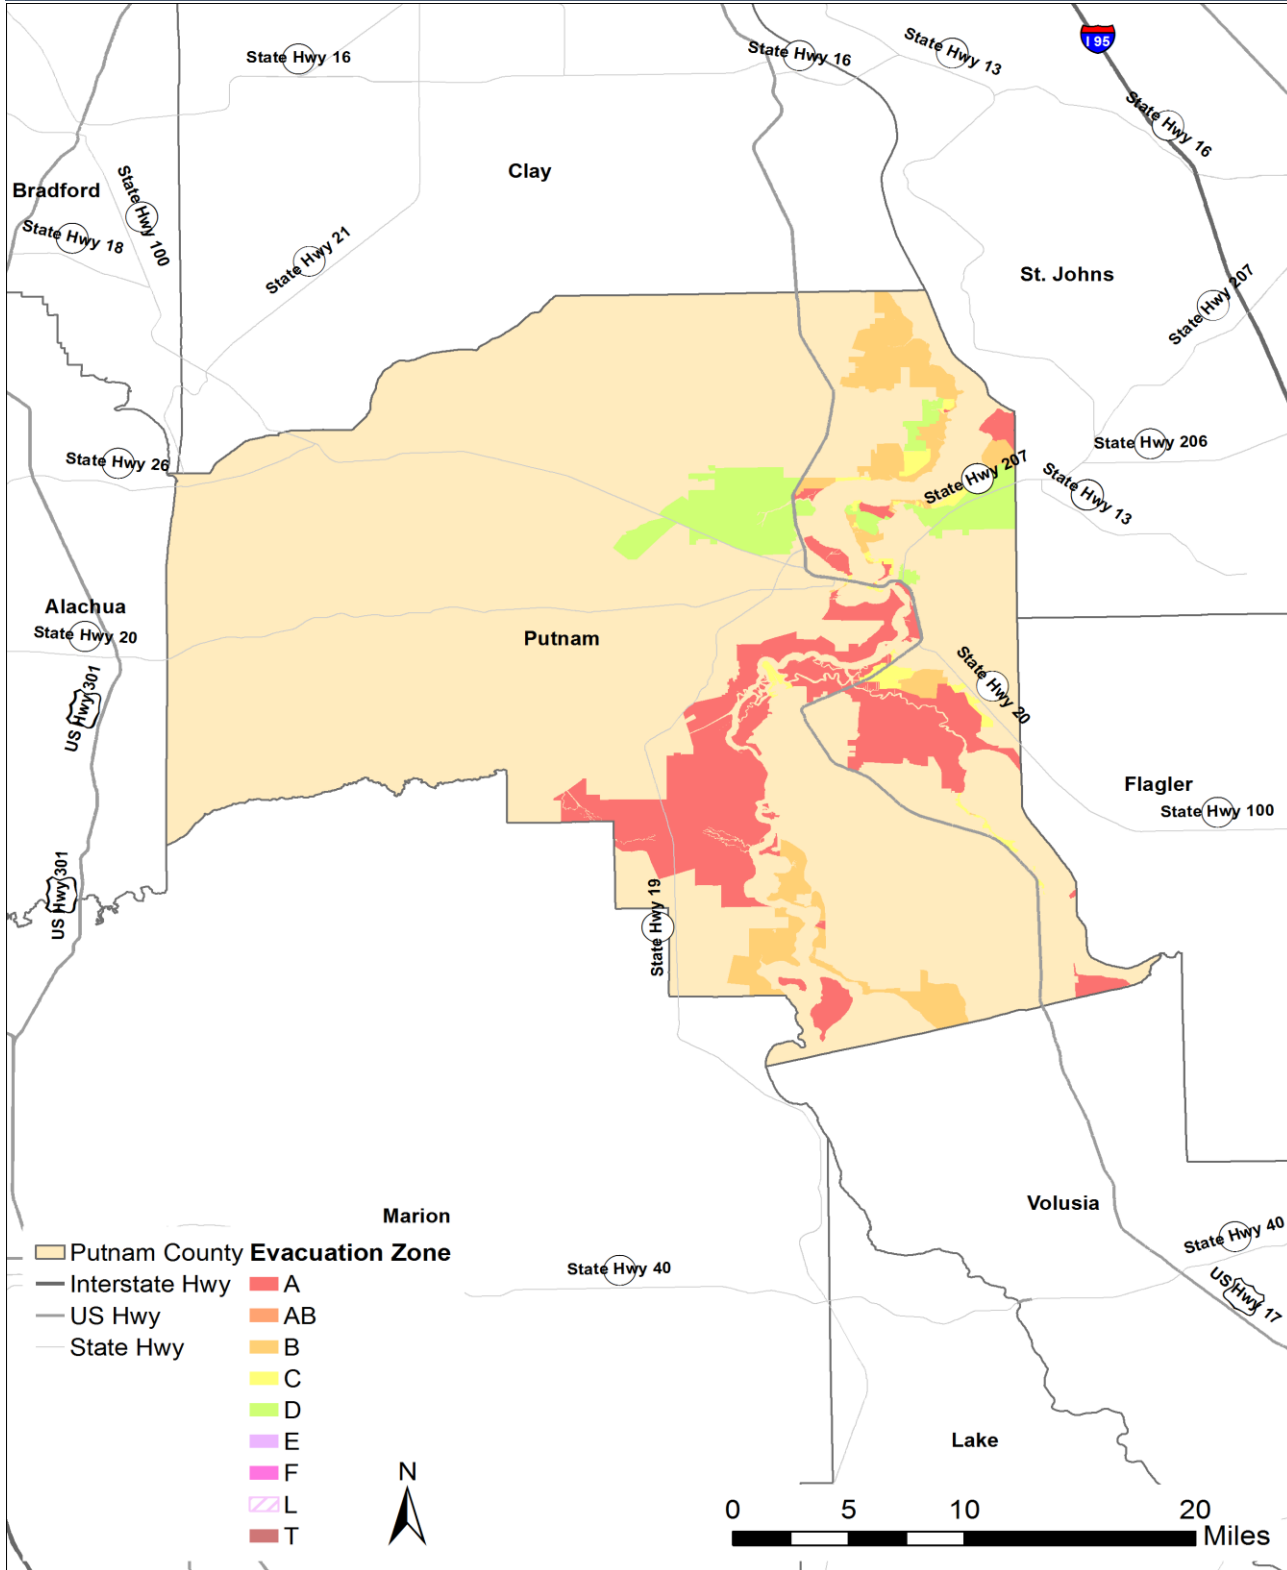 State Hwy 16
State Hwy 16
State Hwy 13
I 95
State Hwy 16
Clay
Bradford
State Hwy 100
State Hwy 18
State Hwy 21
St. Johns
State Hwy 207
State Hwy 206
State Hwy 26
State Hwy 207
State Hwy 13
Alachua
State Hwy 20
Putnam
State Hwy 20
US Hwy 301
Flagler
State Hwy 100
US Hwy 301
State Hwy 19
Volusia
Marion
State Hwy 40
State Hwy 40
US Hwy 17
Lake
Putnam County
Interstate Hwy
US Hwy
State Hwy
Evacuation Zone
A
AB
B
C
D
E
F
L
T
N
0 5 10 20
Miles